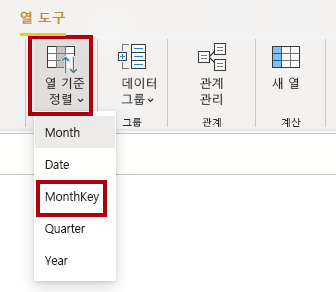 열 도구
열 기준
정렬
데이터
그룹
관계
관리
새 열
그룹
관계
계산
Month
Date
MonthKey
Quarter
Year